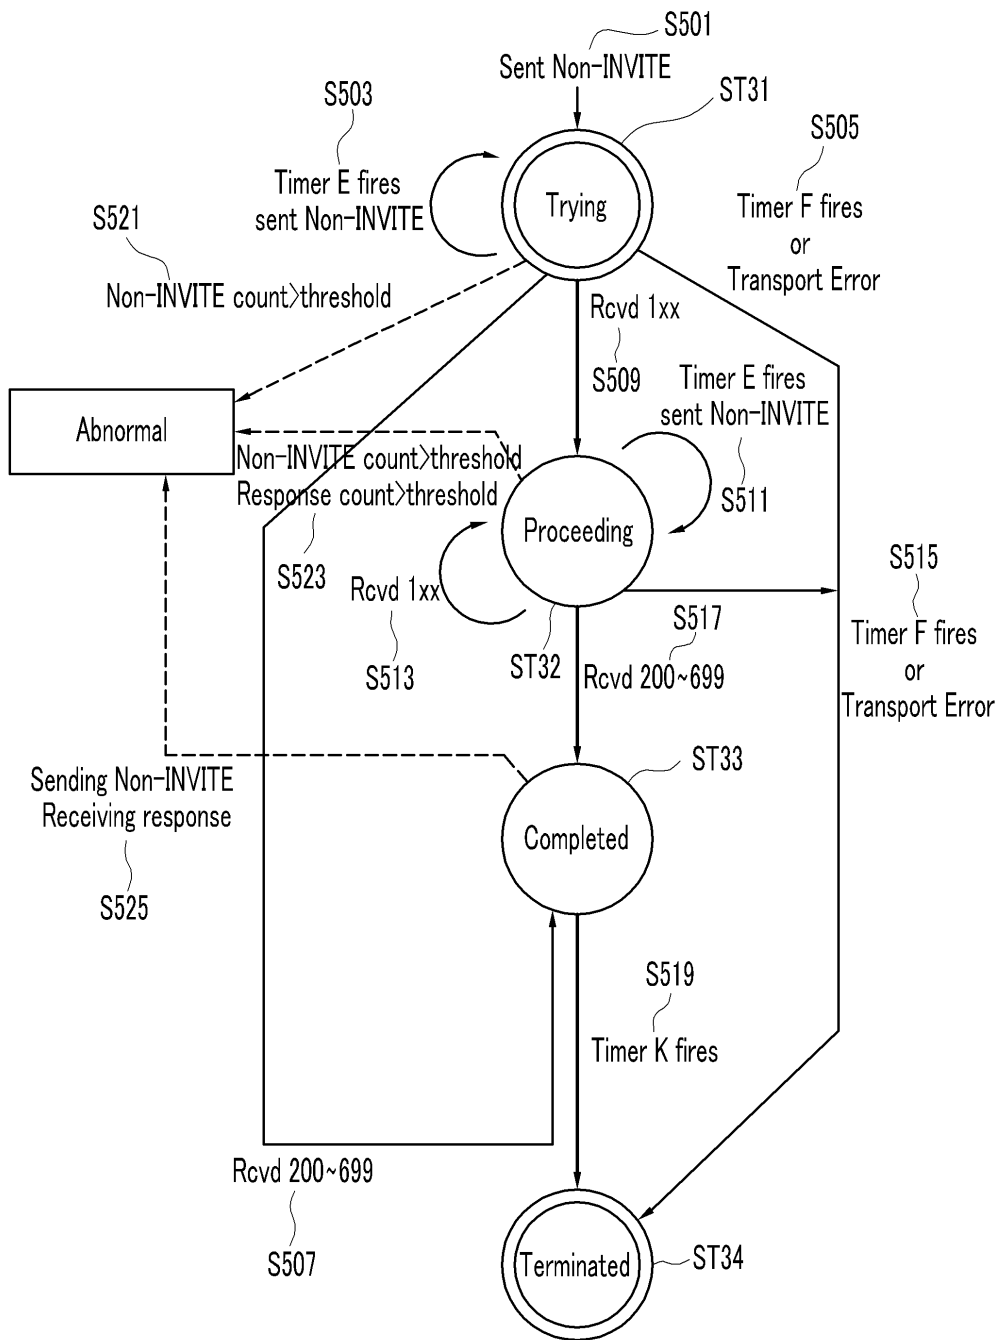 S501
Sent Non-INVITE
S503
ST31
S505
Timer E fires
sent Non-INVITE
Trying
Timer F fires
or
Transport Error
S521
Non-INVITE count>threshold
Rcvd 1xx
S509
Timer E fires
sent Non-INVITE
S511
Abnormal
Non-INVITE count>threshold
Response count>threshold
S523
Proceeding
Rcvd 1xx
S513
ST32
S517
Rcvd 200~699
S515
Timer F fires
or
Transport Error
ST33
Sending Non-INVITE
Receiving response
S525
Completed
S519
Timer K fires
Rcvd 200~699
S507
Terminated
ST34